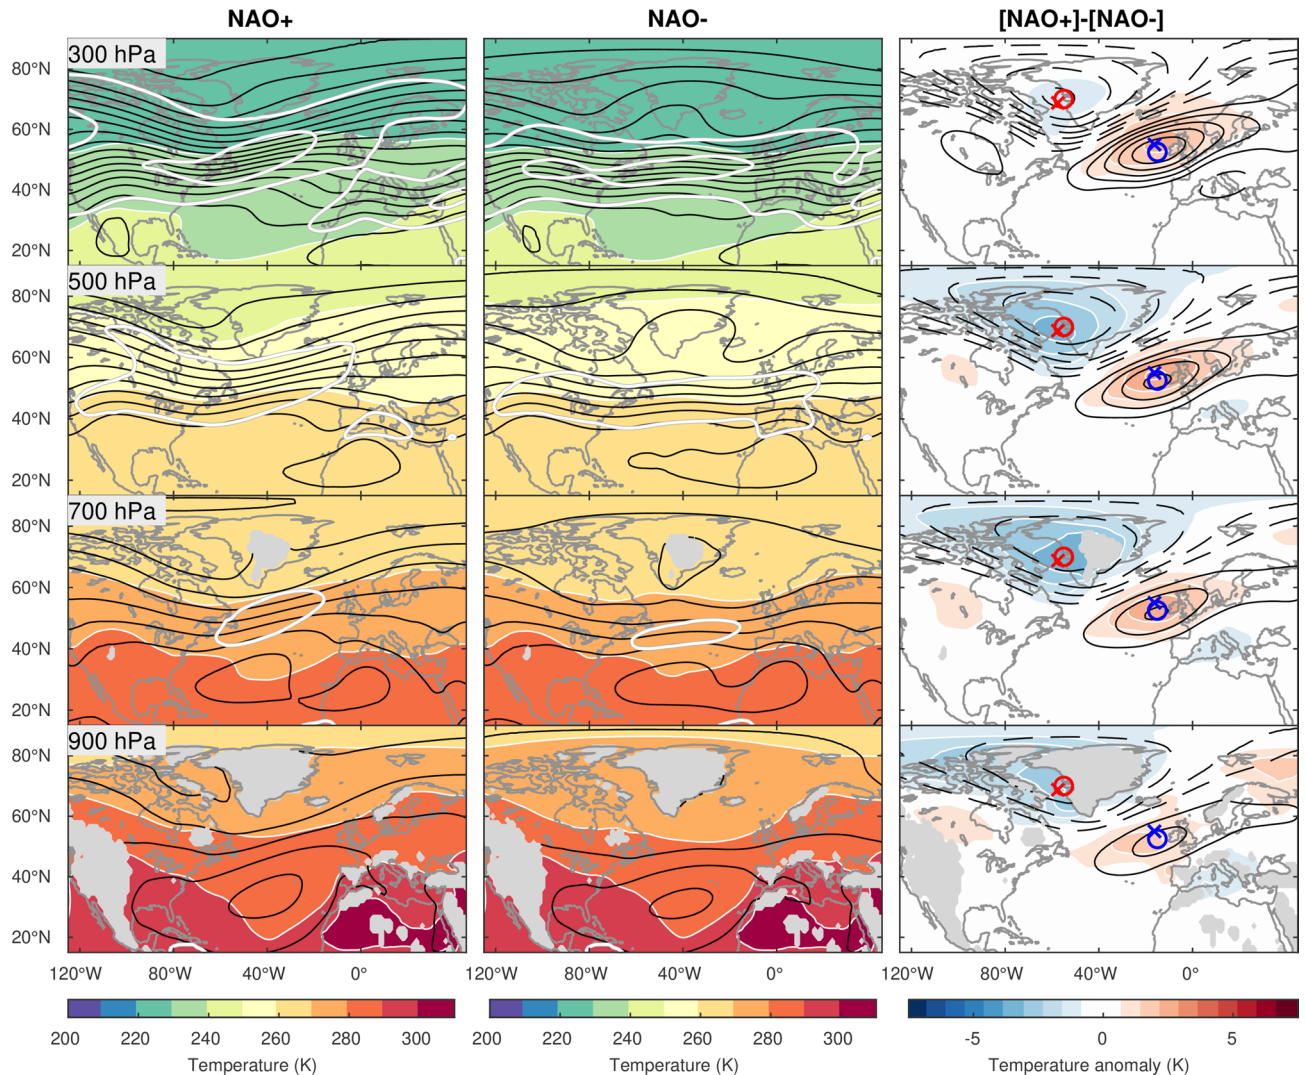 NAO+ NAO- [NAO+]-[NAO-]
300 hPa
80°N
60°N
40°N
20°N
500 hPa
80°N
60°N
40°N
20°N
700 hPa
80°N
60°N
40°N
20°N
900 hPa
80°N
60°N
40°N
20°N
120°W 80°W 40°W 0° 120°W 80°W 40°W 0° 120°W 80°W 40°W 0°
200 220 240 260 280 300 200 220 240 260 280 300 -5 0 5
Temperature (K) Temperature (K) Temperature anomaly (K)